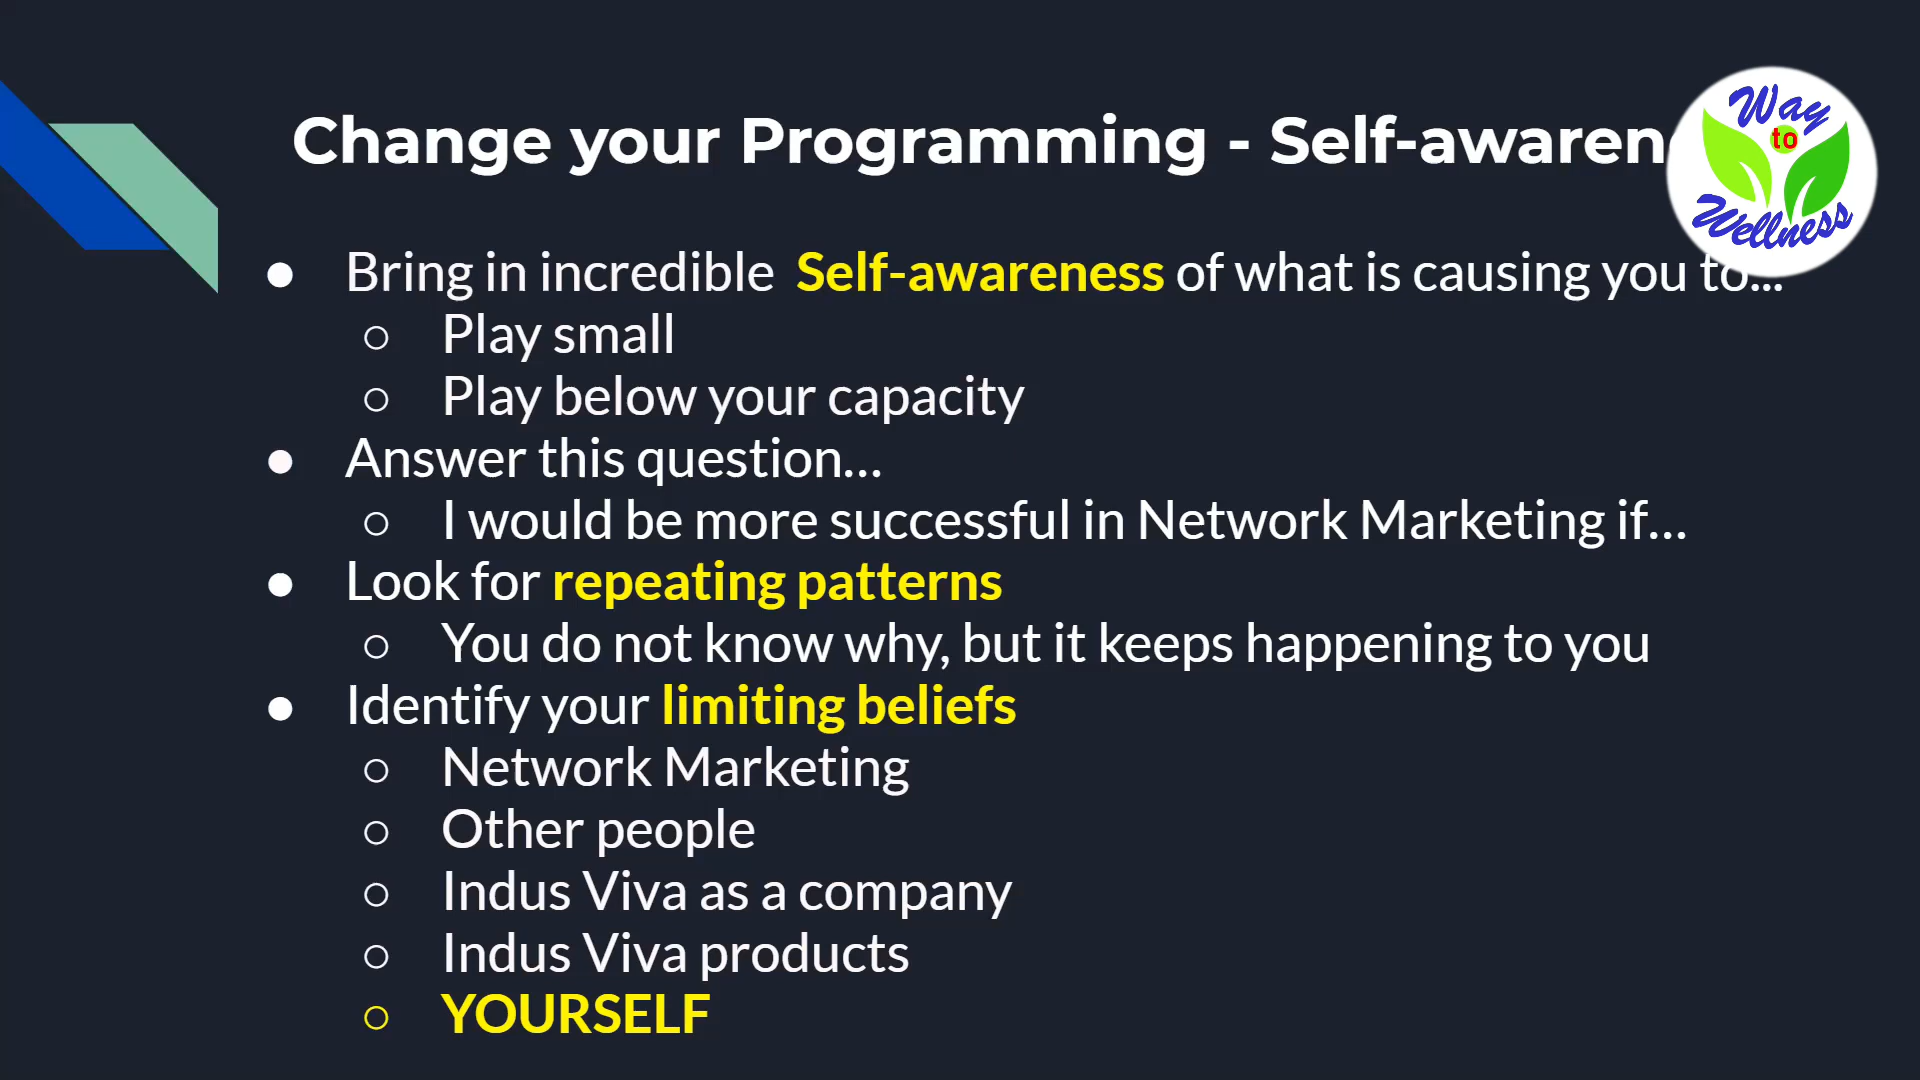 Change your Programming - Self-awaren
Way
to
Wellness
● Bring in incredible Self-awareness of what is causing you to...
○ Play small
○ Play below your capacity
● Answer this question...
○ I would be more successful in Network Marketing if...
● Look for repeating patterns
○ You do not know why, but it keeps happening to you
● Identify your limiting beliefs
○ Network Marketing
○ Other people
○ Indus Viva as a company
○ Indus Viva products
○ YOURSELF